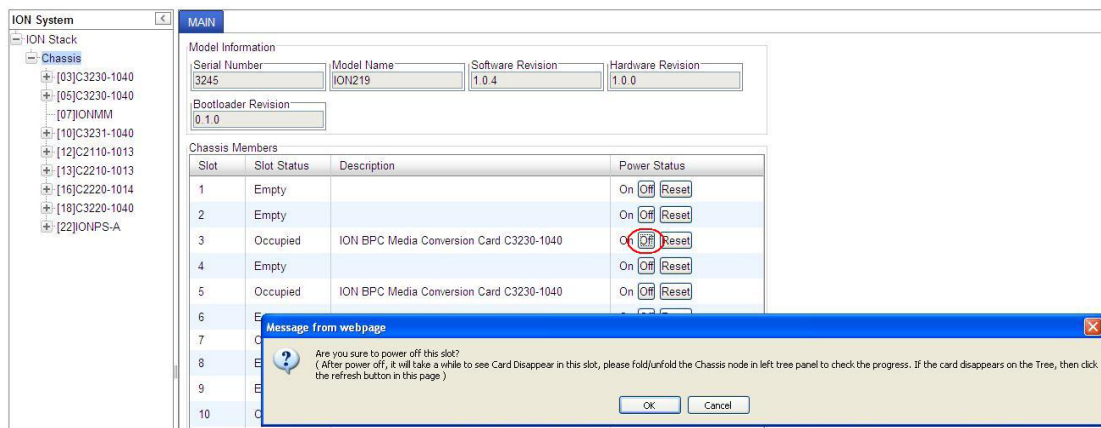 ION System
<
MAIN
ION Stack
Chassis
[03]C3230-1040
[05]C3230-1040
[07]IONMM
[10]C3231-1040
[12]C2110-1013
[13]C2210-1013
[16]C2220-1014
[18]C3220-1040
[22]IONPS-A
Model Information
Serial Number Model Name Software Revision Hardware Revision
3245 ION219 1.0.4 1.0.0
Bootloader Revision
0.1.0
Chassis Members
Slot Slot Status Description Power Status
1 Empty On Off Reset
2 Empty On Off Reset
3 Occupied ION BPC Media Conversion Card C3230-1040 On Off Reset
4 Empty On Off Reset
5 Occupied ION BPC Media Conversion Card C3230-1040 On Off Reset
6 E
7
8 E
9 E
10
Message from webpage
Are you sure to power off this slot?
( After power off, it will take a while to see Card Disappear in this slot, please fold/unfold the Chassis node in left tree panel to check the progress. If the card disappears on the Tree, then click
the refresh button in this page )
OK Cancel